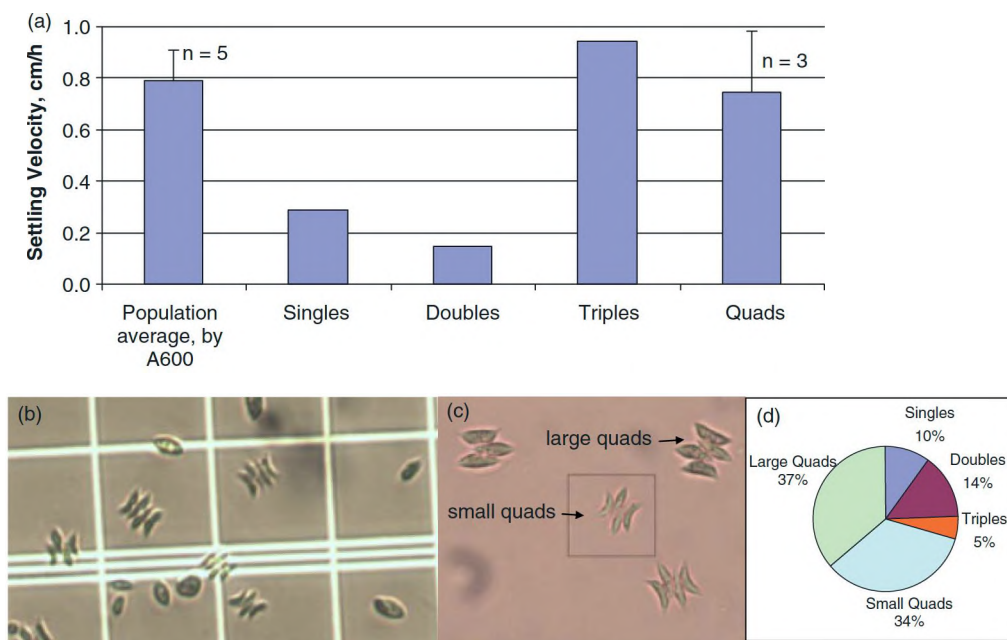 (a)
1.0
0.8
0.6
0.4
0.2
0.0
Settling Velocity, cm/h
n = 5
n = 3
Population
average, by
A600
Singles
Doubles
Triples
Quads
(b)
(c)
large quads
small quads
(d)
Singles
10%
Doubles
14%
Triples
5%
Small Quads
34%
Large Quads
37%